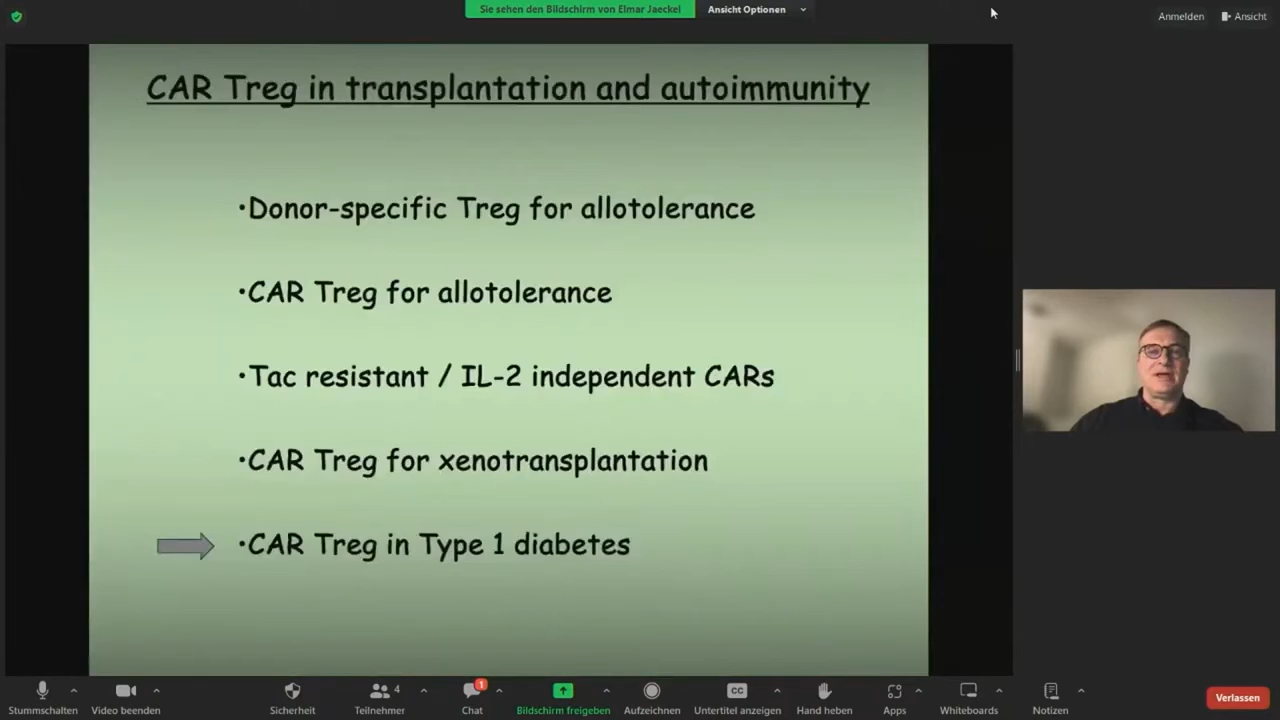 Sie sehen den Bildschirm von Elmar Jaeckel
Ansicht Optionen
Anmelden
Ansicht
CAR Treg in transplantation and autoimmunity
•Donor-specific Treg for allotolerance
•CAR Treg for allotolerance
•Tac resistant / IL-2 independent CARs
•CAR Treg for xenotransplantation
•CAR Treg in Type 1 diabetes
Stummschalten
Video beenden
Sicherheit
4
Teilnehmer
1
Chat
Bildschirm freigeben
Aufzeichnen
CC
Untertitel anzeigen
Hand heben
Apps
Whiteboards
Notizen
Verlassen